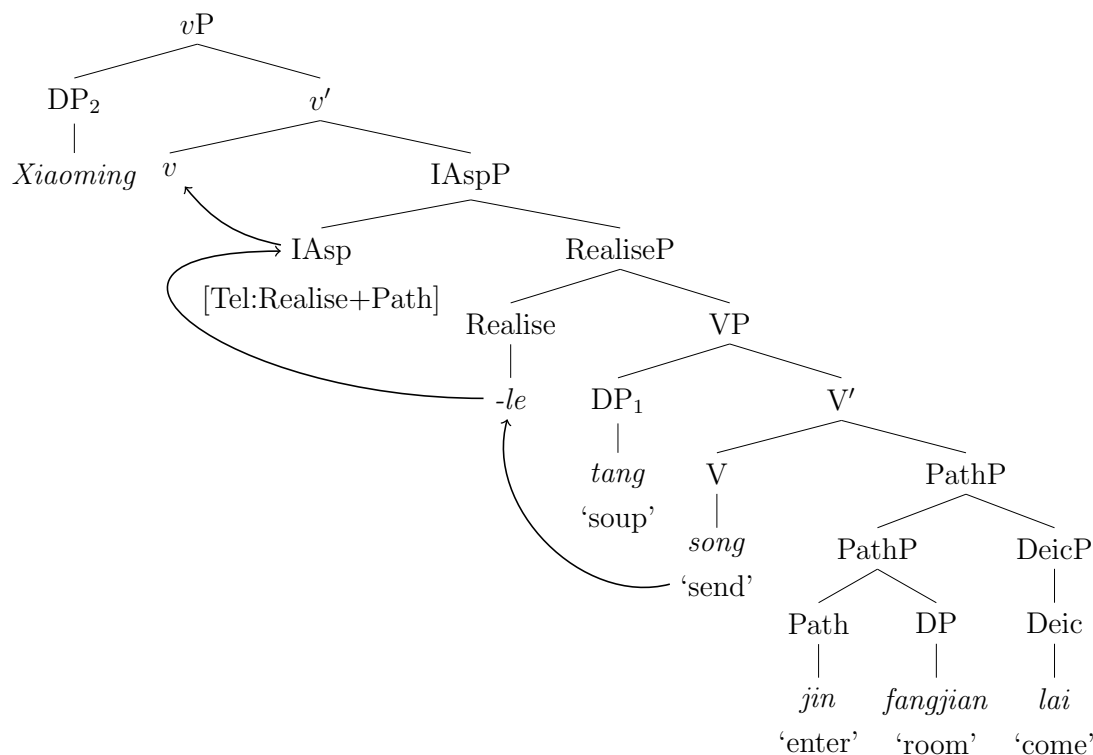 vP
DP₂ v′
Xiaoming v IAspP
IAsp RealiseP
[Tel:Realise+Path]
Realise VP
-le DP₁ V′
tang V PathP
‘soup’
song PathP DeicP
‘send’
Path DP Deic
jin fangjian lai
‘enter’ ‘room’ ‘come’